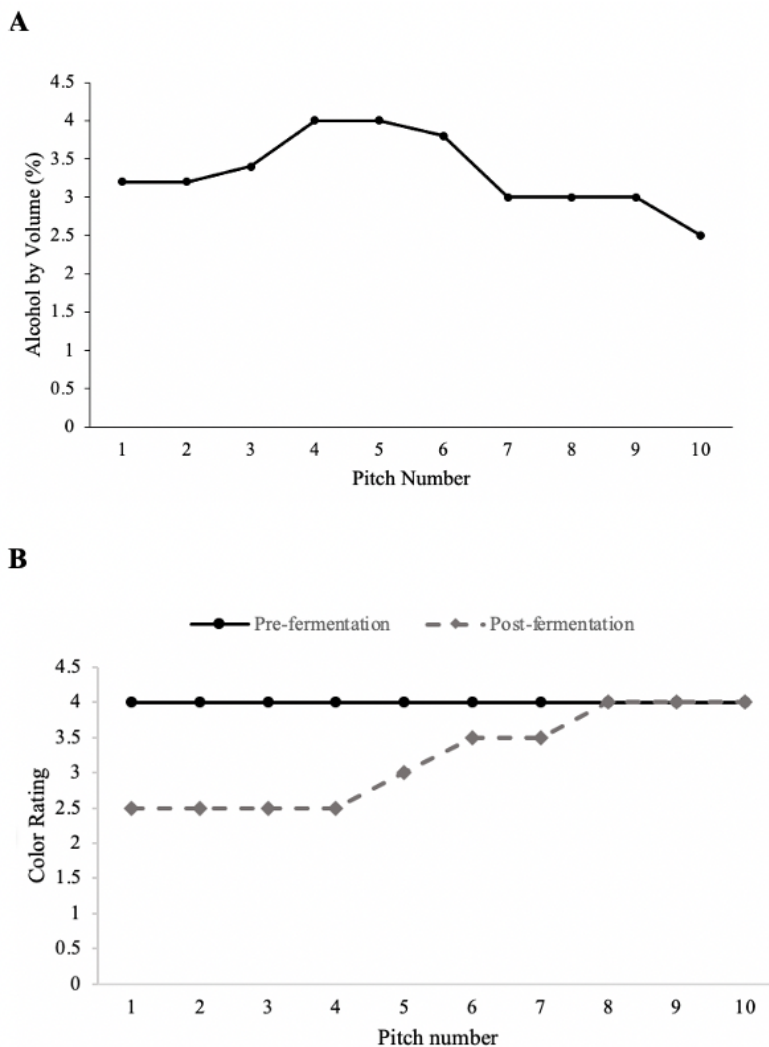 A
4.5
4
3.5
3
2.5
2
1.5
1
0.5
0
Alcohol by Volume (%)
1 2 3 4 5 6 7 8 9 10
Pitch Number
B
Pre-fermentation Post-fermentation
4.5
4
3.5
3
2.5
2
1.5
1
0.5
0
Color Rating
1 2 3 4 5 6 7 8 9 10
Pitch number